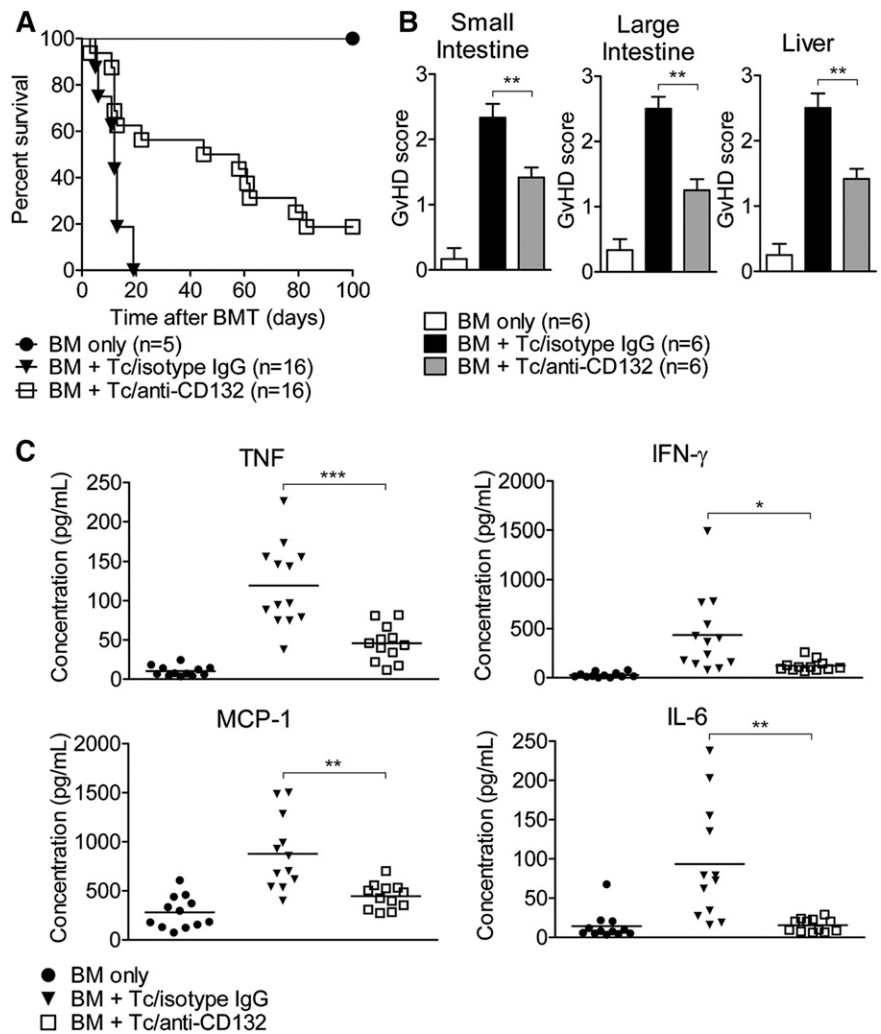 A
Percent survival
100
80
60
40
20
0
0 20 40 60 80 100
Time after BMT (days)
BM only (n=5)
BM + Tc/isotype IgG (n=16)
BM + Tc/anti-CD132 (n=16)
B
Small
Intestine
GvHD score
3
2
1
0
**
Large
Intestine
GvHD score
3
2
1
0
**
Liver
GvHD score
3
2
1
0
**
BM only (n=6)
BM + Tc/isotype IgG (n=6)
BM + Tc/anti-CD132 (n=6)
C
TNF
Concentration (pg/mL)
250
200
150
100
50
0
***
IFN-γ
Concentration (pg/mL)
2000
1500
1000
500
0
*
MCP-1
Concentration (pg/mL)
2000
1500
1000
500
0
**
IL-6
Concentration (pg/mL)
250
200
150
100
50
0
**
BM only
BM + Tc/isotype IgG
BM + Tc/anti-CD132